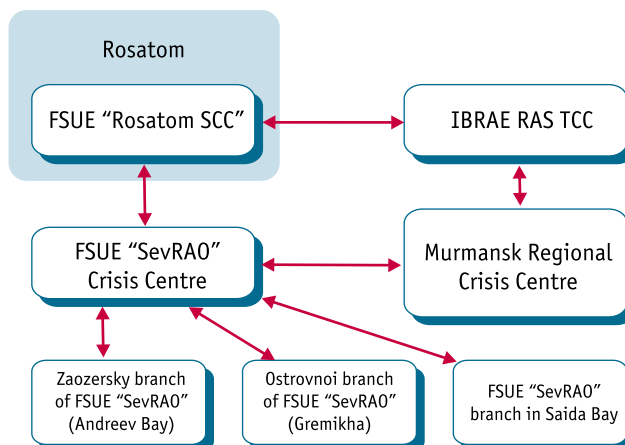 Rosatom
FSUE “Rosatom SCC”
IBRAE RAS TCC
FSUE “SevRAO”
Crisis Centre
Murmansk Regional
Crisis Centre
Zaozersky branch
of FSUE “SevRAO”
(Andreev Bay)
Ostrovnoi branch
of FSUE “SevRAO”
(Gremikha)
FSUE “SevRAO”
branch in Saida Bay